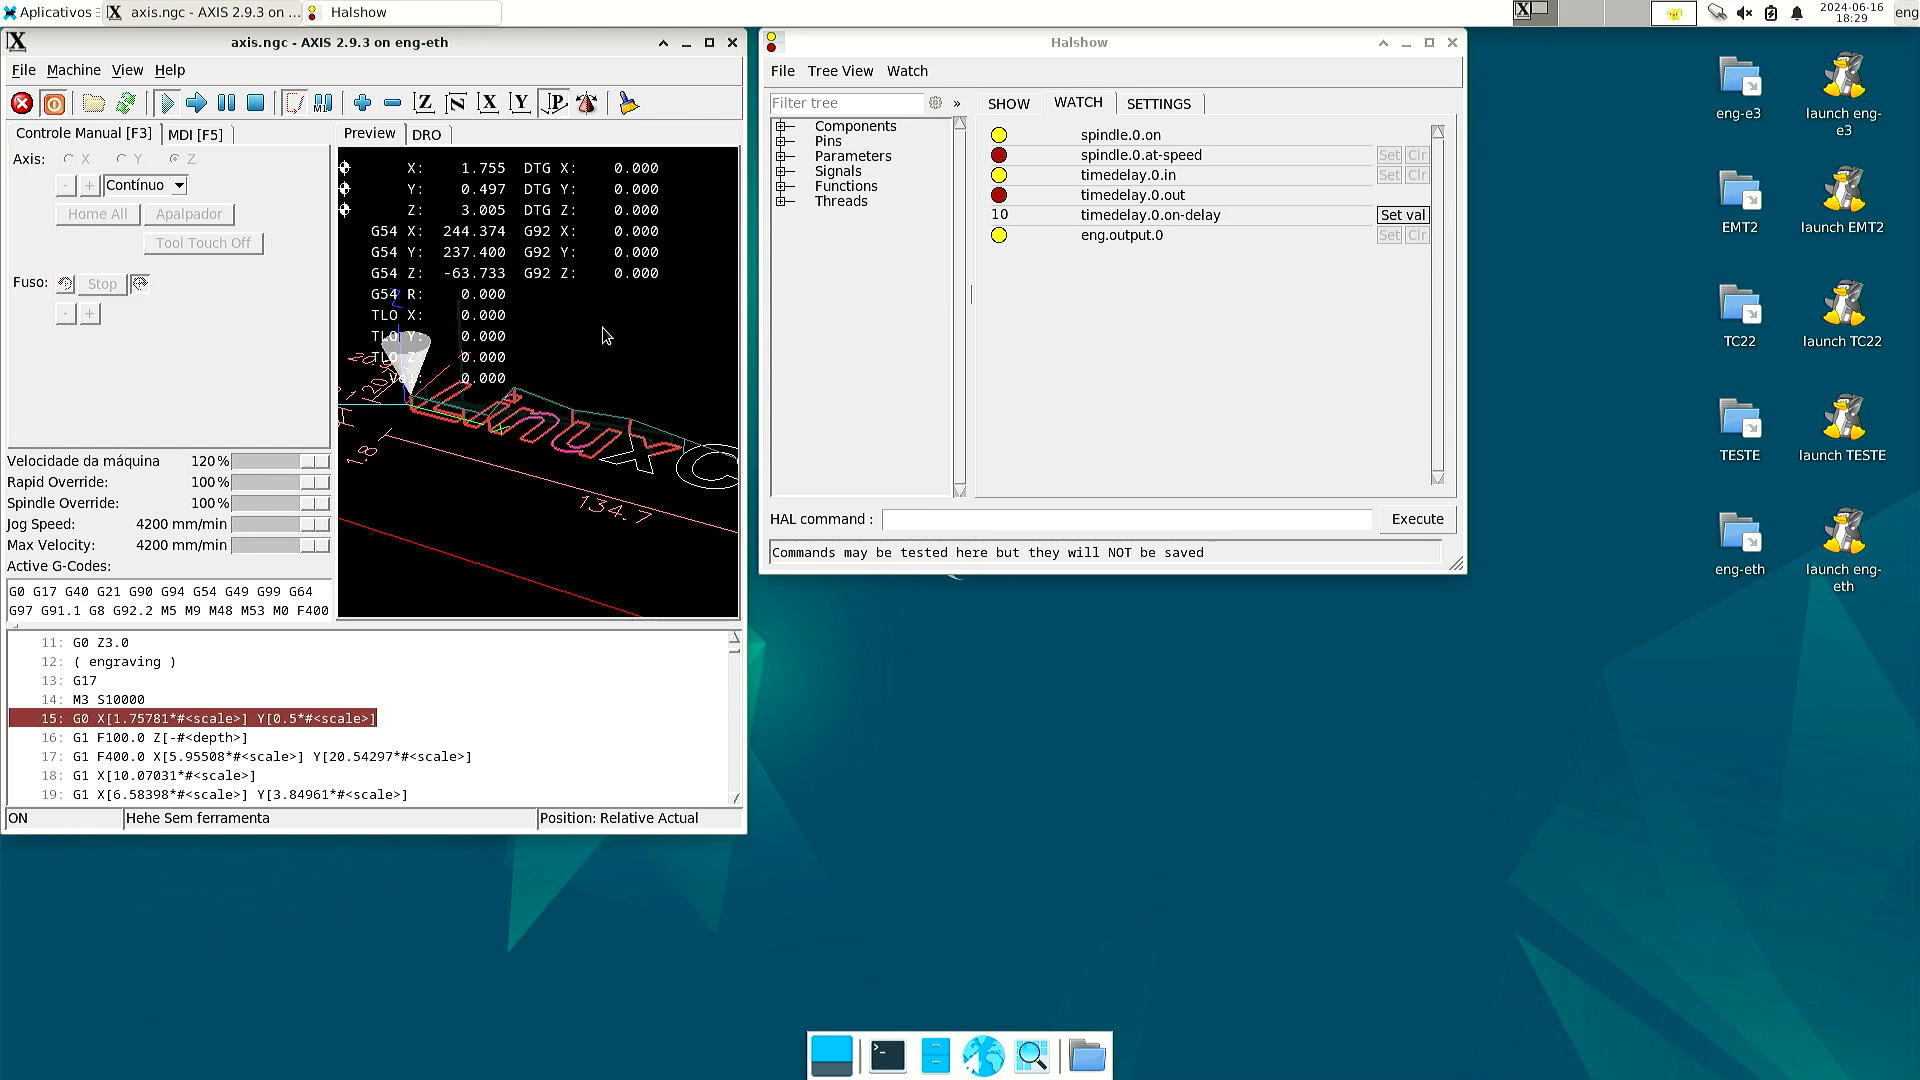 Aplicativos
axis.ngc - AXIS 2.9.3 on ...
Halshow
2024-06-16
18:29
eng
axis.ngc - AXIS 2.9.3 on eng-eth
File Machine View Help
Controle Manual [F3]
MDI [F5]
Axis: X Y Z
- + Contínuo
Home All Apalpador
Tool Touch Off
Fuso: Stop
- +
Velocidade da máquina 120 %
Rapid Override: 100 %
Spindle Override: 100 %
Jog Speed: 4200 mm/min
Max Velocity: 4200 mm/min
Active G-Codes:
G0 G17 G40 G21 G90 G94 G54 G49 G99 G64
G97 G91.1 G8 G92.2 M5 M9 M48 M53 M0 F400
Preview DRO
X: 1.755 DTG X: 0.000
Y: 0.497 DTG Y: 0.000
Z: 3.005 DTG Z: 0.000
G54 X: 244.374 G92 X: 0.000
G54 Y: 237.400 G92 Y: 0.000
G54 Z: -63.733 G92 Z: 0.000
G54 R: 0.000
TLO X: 0.000
TLO Y: 0.000
TLO Z: 0.000
Vel: 0.000
Linux C
1.8
134.7
11: G0 Z3.0
12: ( engraving )
13: G17
14: M3 S10000
15: G0 X[1.75781*#<scale>] Y[0.5*#<scale>]
16: G1 F100.0 Z[-#<depth>]
17: G1 F400.0 X[5.95508*#<scale>] Y[20.54297*#<scale>]
18: G1 X[10.07031*#<scale>]
19: G1 X[6.58398*#<scale>] Y[3.84961*#<scale>]
ON
Hehe Sem ferramenta
Position: Relative Actual
Halshow
File Tree View Watch
Filter tree
»
Components
Pins
Parameters
Signals
Functions
Threads
SHOW WATCH SETTINGS
spindle.0.on
spindle.0.at-speed Set Clr
timedelay.0.in Set Clr
timedelay.0.out
10 timedelay.0.on-delay Set val
eng.output.0 Set Clr
HAL command : Execute
Commands may be tested here but they will NOT be saved
eng-e3
launch eng-
e3
EMT2
launch EMT2
TC22
launch TC22
TESTE
launch TESTE
eng-eth
launch eng-
eth